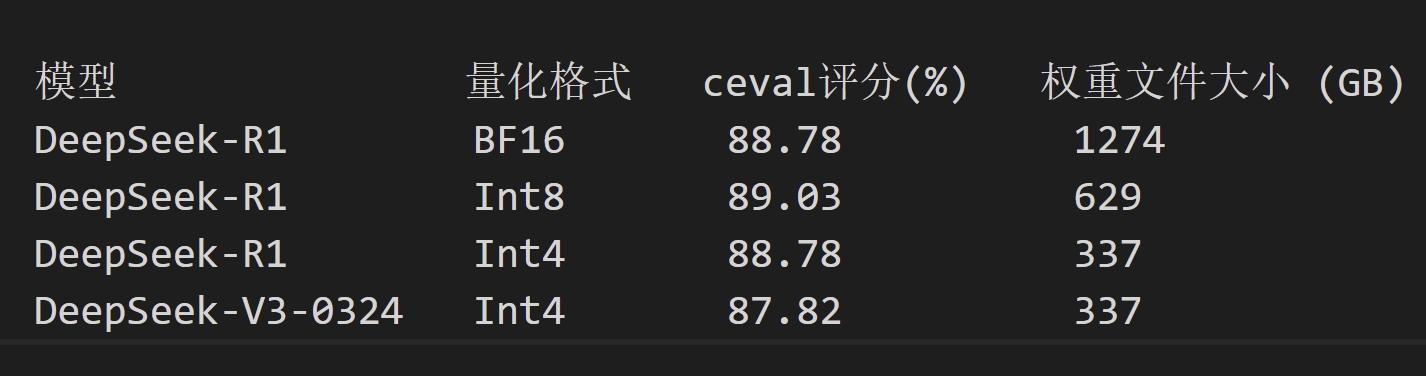 模型 量化格式 ceval评分(%) 权重文件大小 (GB)
DeepSeek-R1 BF16 88.78 1274
DeepSeek-R1 Int8 89.03 629
DeepSeek-R1 Int4 88.78 337
DeepSeek-V3-0324 Int4 87.82 337